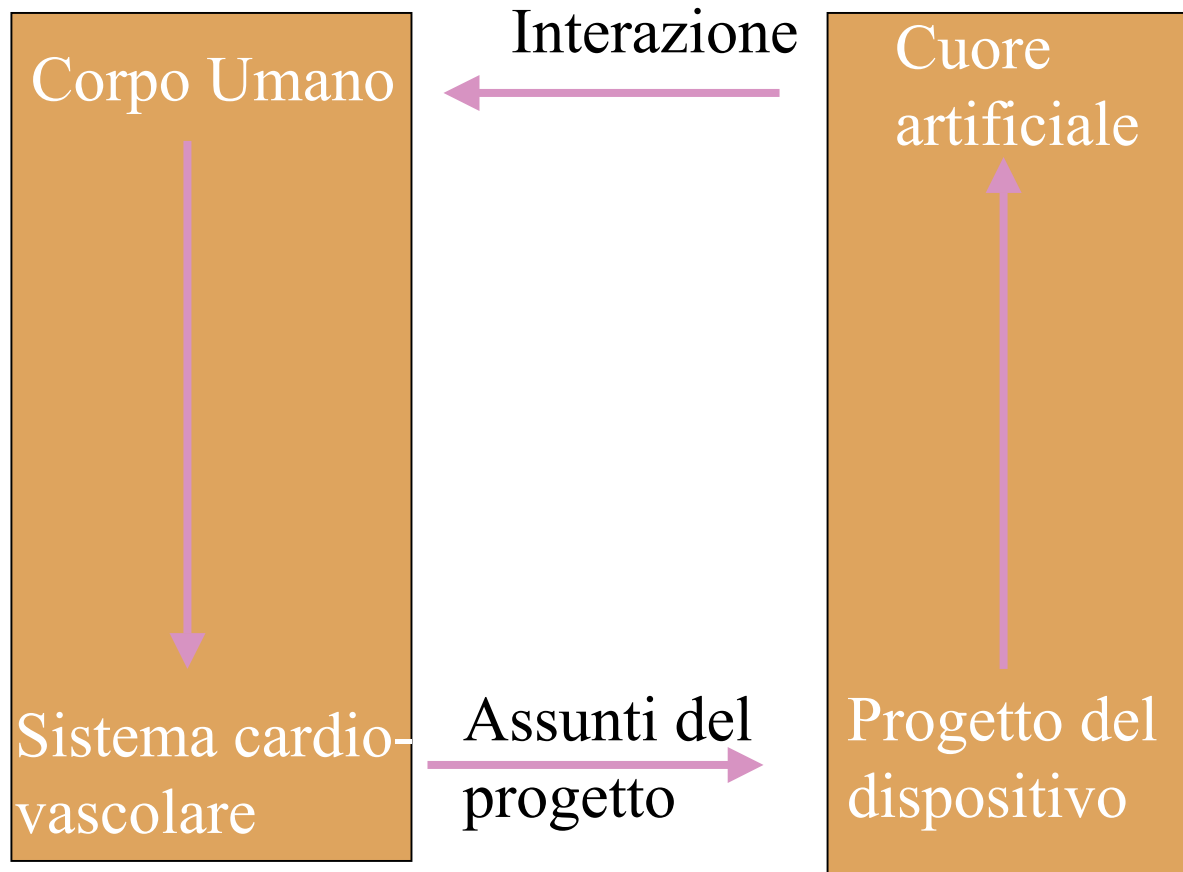 Corpo Umano
Interazione
Cuore
artificiale
Sistema cardio-
vascolare
Assunti del
progetto
Progetto del
dispositivo